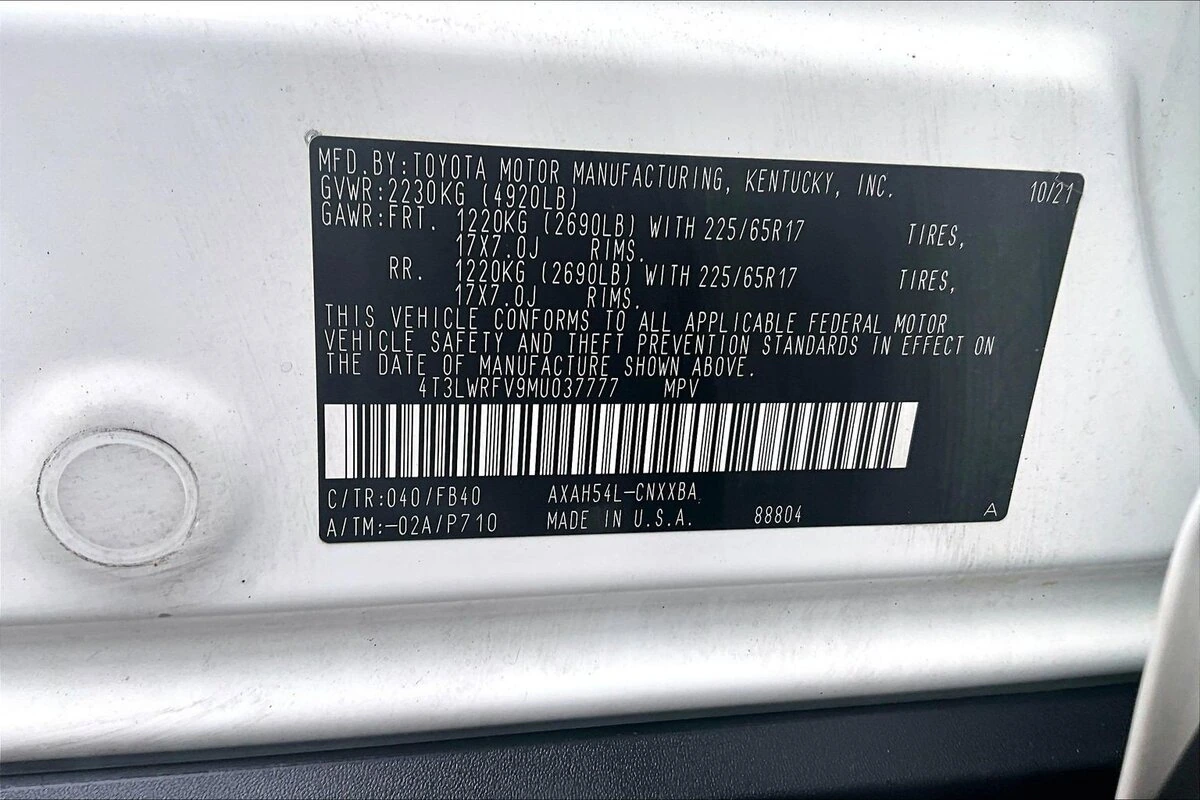 MFD.BY:TOYOTA MOTOR MANUFACTURING, KENTUCKY, INC. 10/21
GVWR:2230KG (4920LB)
GAWR:FRT. 1220KG (2690LB) WITH 225/65R17 TIRES,
17X7.0J RIMS.
RR. 1220KG (2690LB) WITH 225/65R17 TIRES,
17X7.0J RIMS.
THIS VEHICLE CONFORMS TO ALL APPLICABLE FEDERAL MOTOR
VEHICLE SAFETY AND THEFT PREVENTION STANDARDS IN EFFECT ON
THE DATE OF MANUFACTURE SHOWN ABOVE.
4T3LWRFV9MU037777 MPV
C/TR:040/FB40 AXAH54L-CNXXBA
A/TM:-02A/P710 MADE IN U.S.A. 88804 A